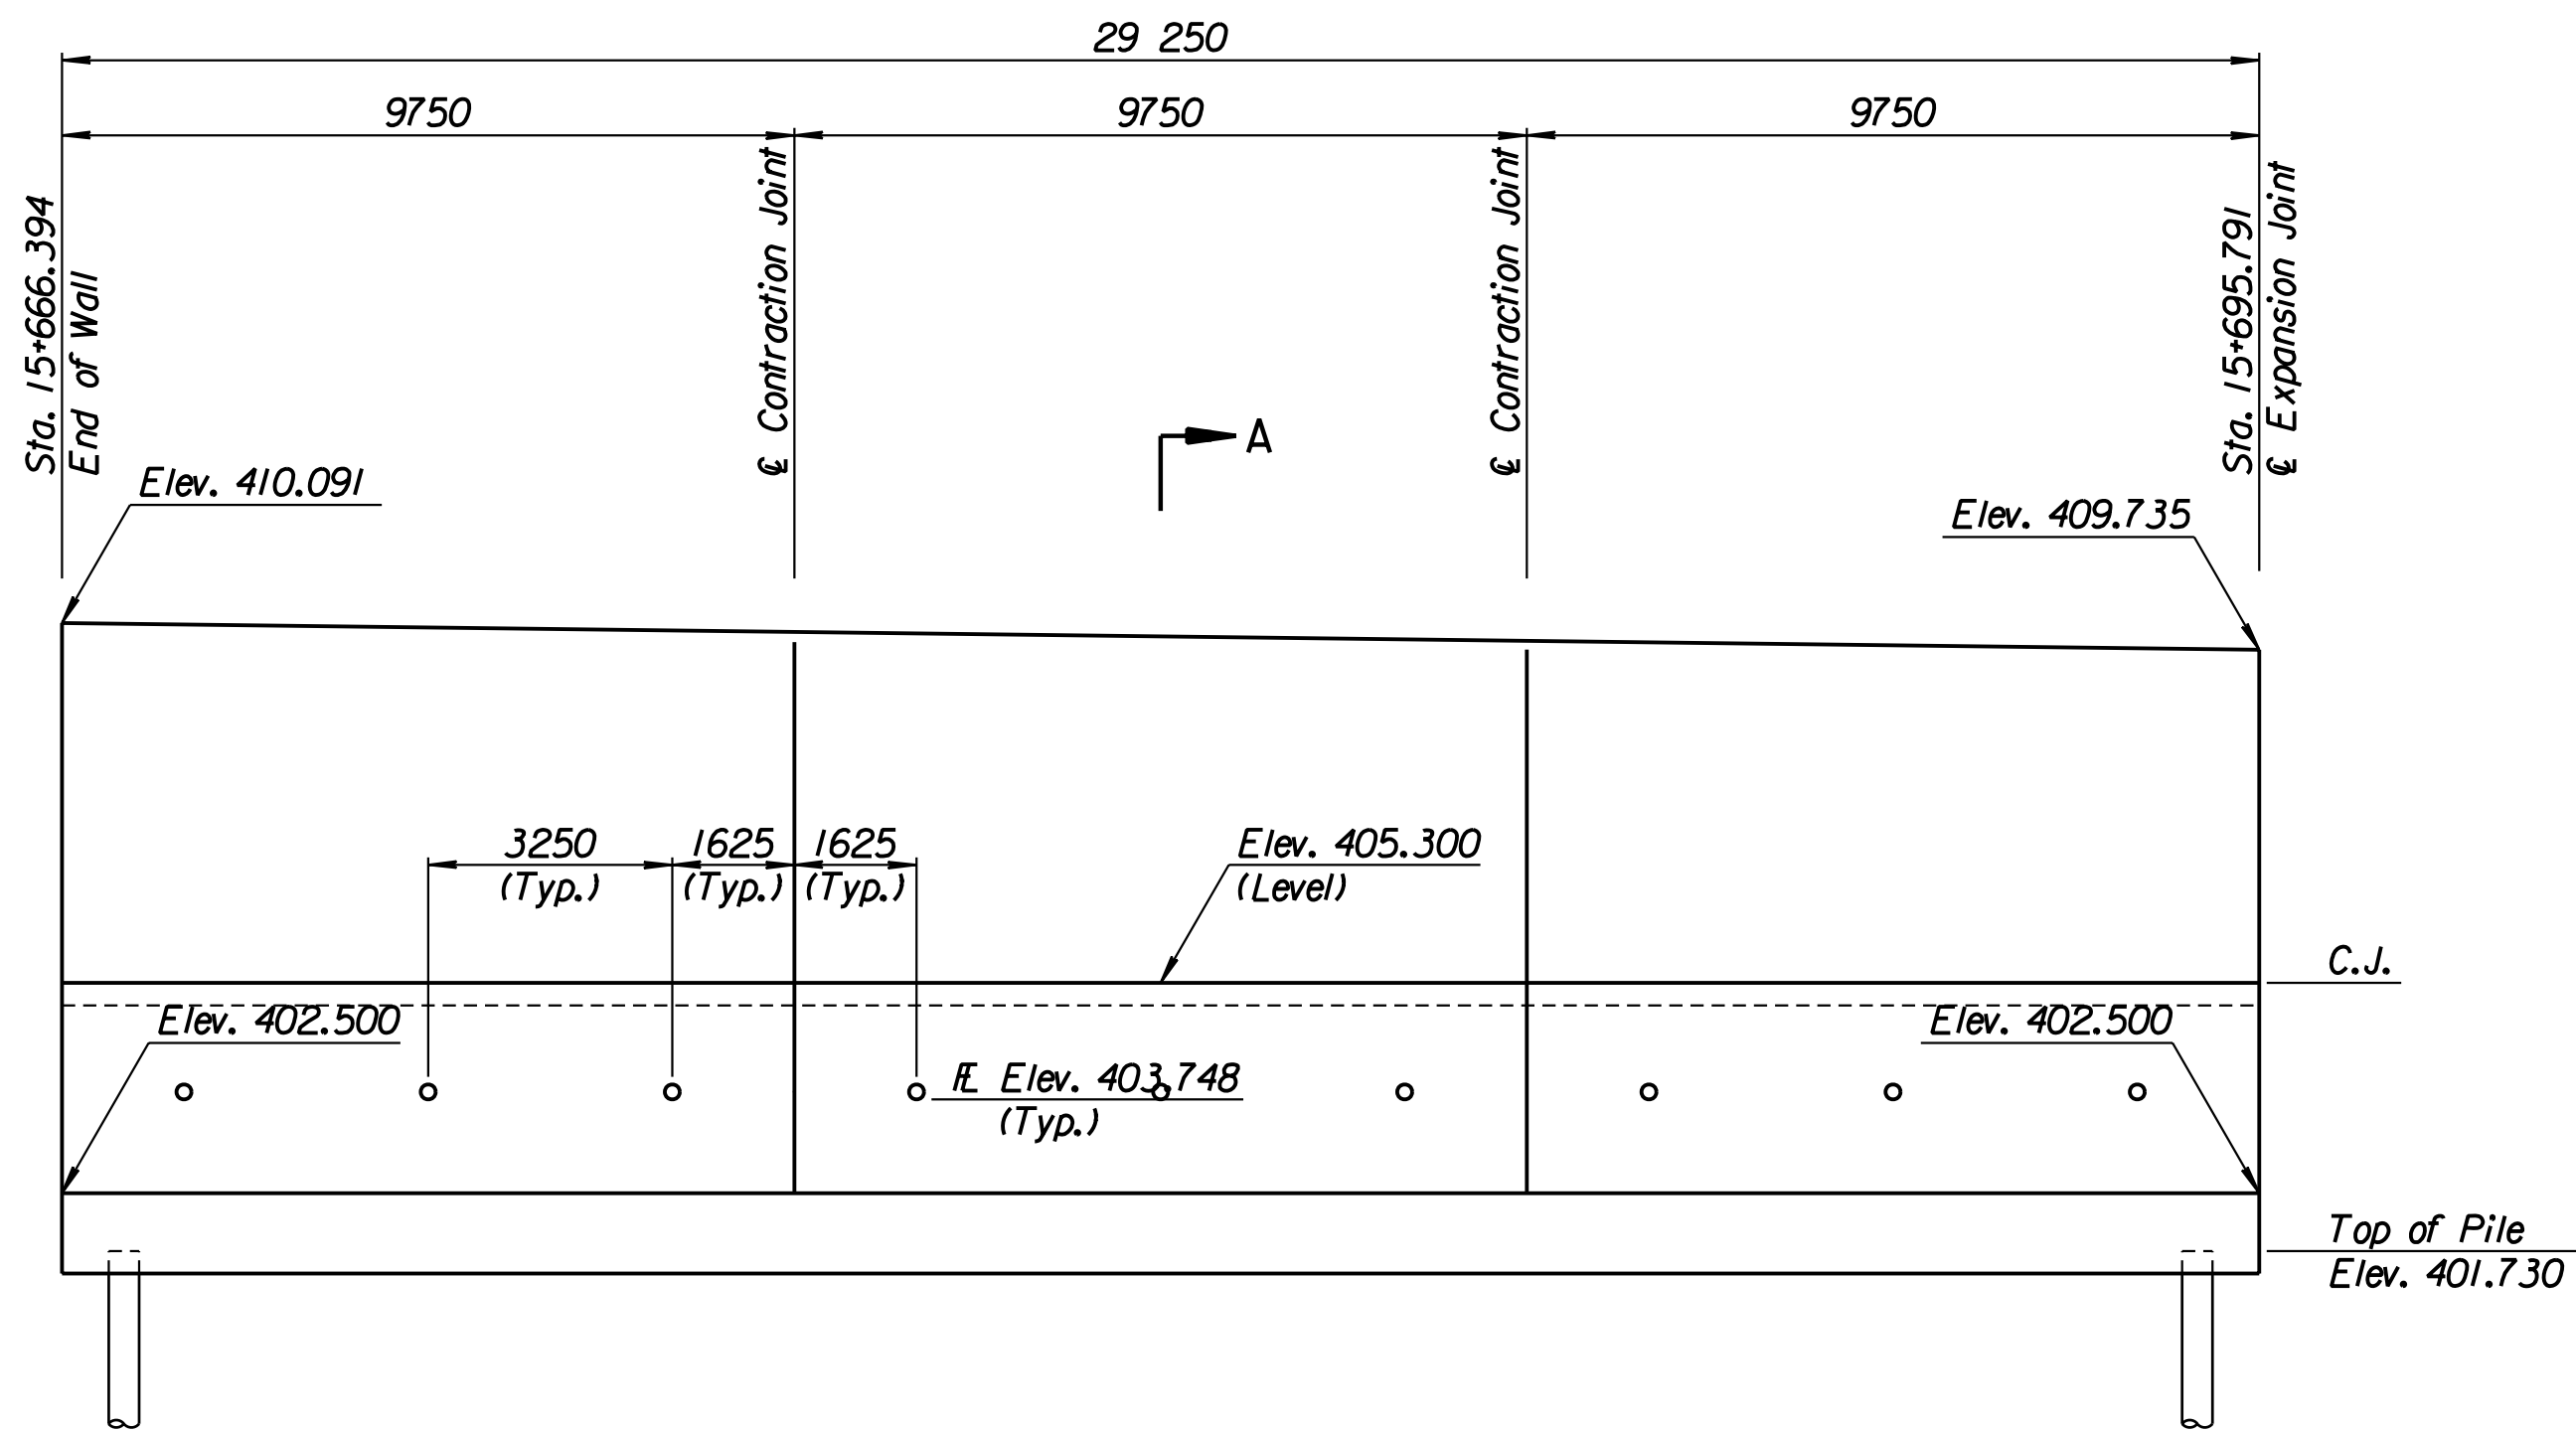 29 250
9750
9750
9750
Sta. 15+666.394
End of Wall
℄ Contraction Joint
℄ Contraction Joint
Sta. 15+695.791
℄ Expansion Joint
A
Elev. 410.091
Elev. 409.735
3250
(Typ.)
1625
(Typ.)
1625
(Typ.)
Elev. 405.300
(Level)
C.J.
Elev. 402.500
Elev. 402.500
Elev. 403.748
(Typ.)
Top of Pile
Elev. 401.730